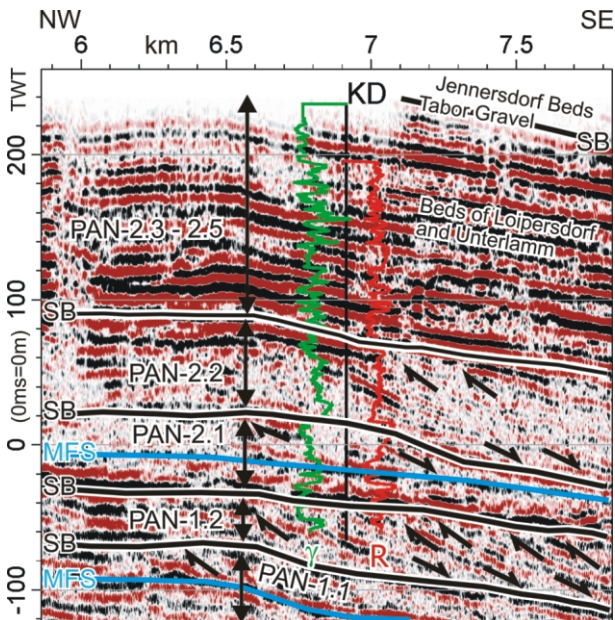 NW SE
6 km 6.5 7 7.5
TWT
KD
Jennersdorf Beds
Tabor Gravel
SB
200
Beds of Loipersdorf
and Unterlamm
PAN-2.3 - 2.5
100
SB
PAN-2.2
(0ms=0m)
SB
PAN-2.1
0
MFS
SB
PAN-1.2
SB
γ R
MFS
PAN-1.1
-100